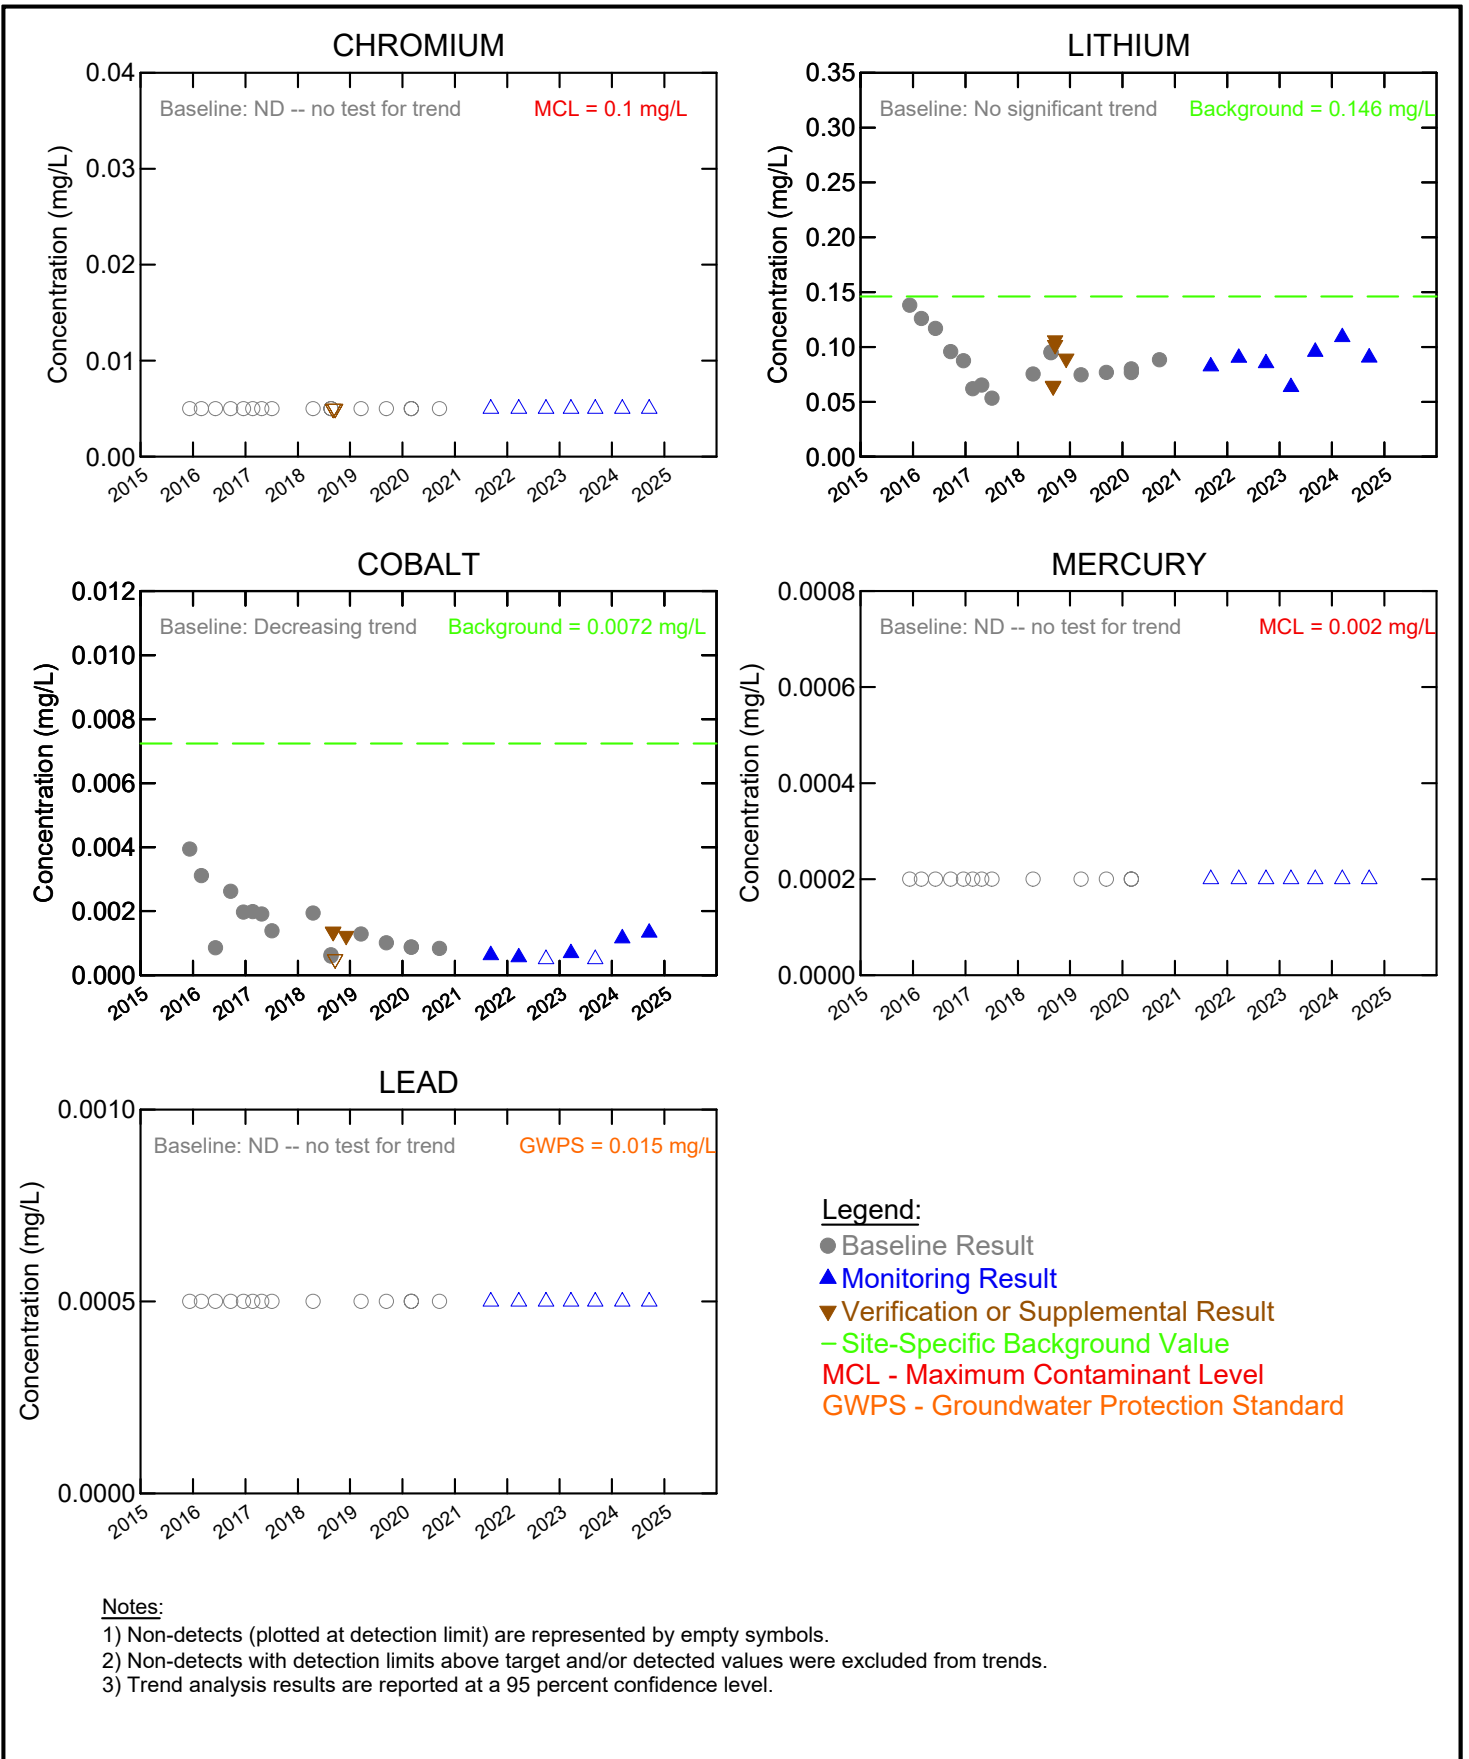 CHROMIUM
0.04
Baseline: ND -- no test for trend
MCL = 0.1 mg/L
0.03
0.02
0.01
0.00
Concentration (mg/L)
2015 2016 2017 2018 2019 2020 2021 2022 2023 2024 2025
LITHIUM
0.35
Baseline: No significant trend
Background = 0.146 mg/L
0.30
0.25
0.20
0.15
0.10
0.05
0.00
Concentration (mg/L)
2015 2016 2017 2018 2019 2020 2021 2022 2023 2024 2025
COBALT
0.012
Baseline: Decreasing trend
Background = 0.0072 mg/L
0.010
0.008
0.006
0.004
0.002
0.000
Concentration (mg/L)
2015 2016 2017 2018 2019 2020 2021 2022 2023 2024 2025
MERCURY
0.0008
Baseline: ND -- no test for trend
MCL = 0.002 mg/L
0.0006
0.0004
0.0002
0.0000
Concentration (mg/L)
2015 2016 2017 2018 2019 2020 2021 2022 2023 2024 2025
LEAD
0.0010
Baseline: ND -- no test for trend
GWPS = 0.015 mg/L
0.0005
0.0000
Concentration (mg/L)
2015 2016 2017 2018 2019 2020 2021 2022 2023 2024 2025
Legend:
Baseline Result
Monitoring Result
Verification or Supplemental Result
Site-Specific Background Value
MCL - Maximum Contaminant Level
GWPS - Groundwater Protection Standard
Notes:
1) Non-detects (plotted at detection limit) are represented by empty symbols.
2) Non-detects with detection limits above target and/or detected values were excluded from trends.
3) Trend analysis results are reported at a 95 percent confidence level.